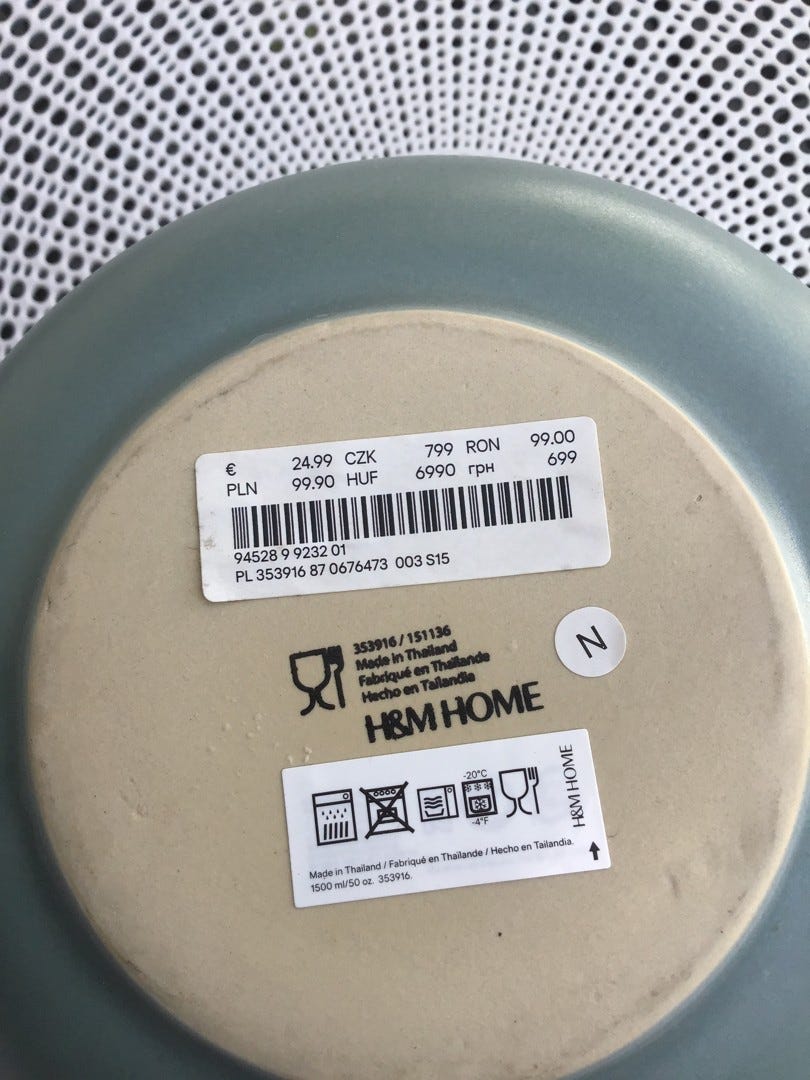 € 24.99 CZK 799 RON 99.00
PLN 99.90 HUF 6990 грн 699
94528 9 9232 01
PL 353916 87 0676473 003 S15
353916 / 151136
Made in Thailand
Fabriqué en Thaïlande
Hecho en Tailandia
H&M HOME
N
-20°C
-4°F
H&M HOME
Made in Thailand / Fabriqué en Thaïlande / Hecho en Tailandia.
1500 ml/50 oz. 353916.